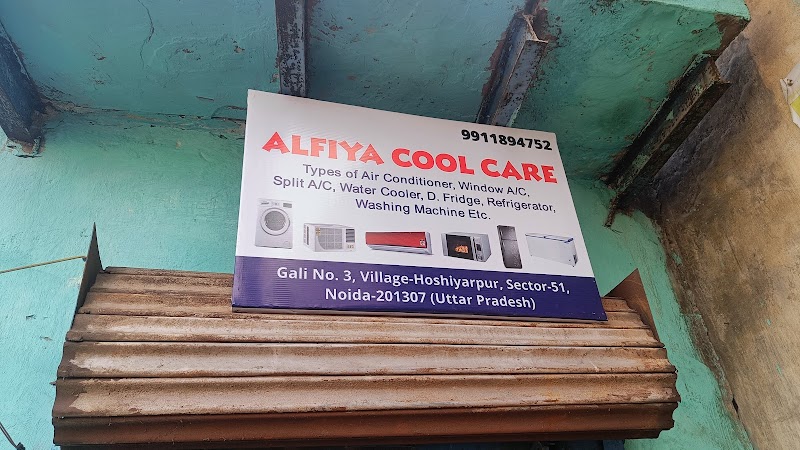 9911894752
ALFIYA COOL CARE
Types of Air Conditioner, Window A/C,
Split A/C, Water Cooler, D. Fridge, Refrigerator,
Washing Machine Etc.
Gali No. 3, Village-Hoshiyarpur, Sector-51,
Noida-201307 (Uttar Pradesh)